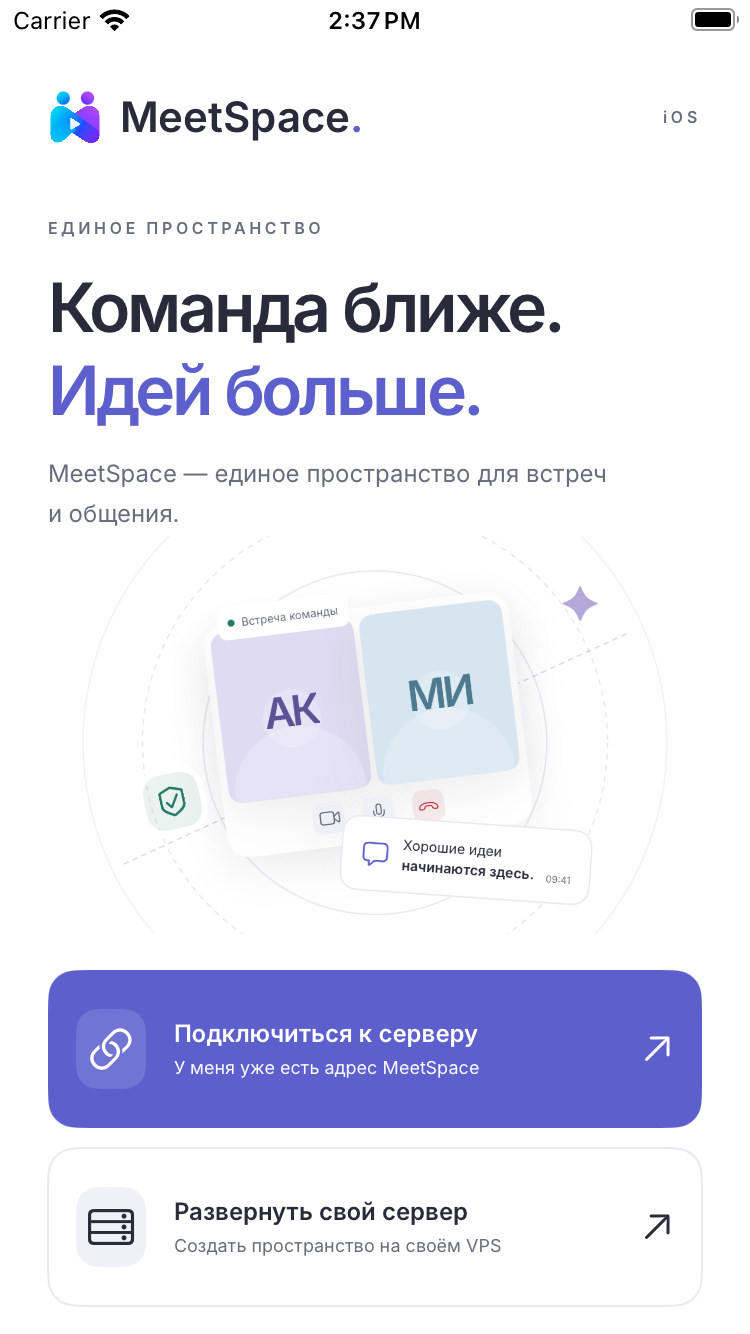 Carrier 2:37 PM
MeetSpace.
iOS
ЕДИНОЕ ПРОСТРАНСТВО
Команда ближе.
Идей больше.
MeetSpace — единое пространство для встреч
и общения.
Встреча команды
АК
МИ
Хорошие идеи
начинаются здесь.
09:41
Подключиться к серверу
У меня уже есть адрес MeetSpace
Развернуть свой сервер
Создать пространство на своём VPS